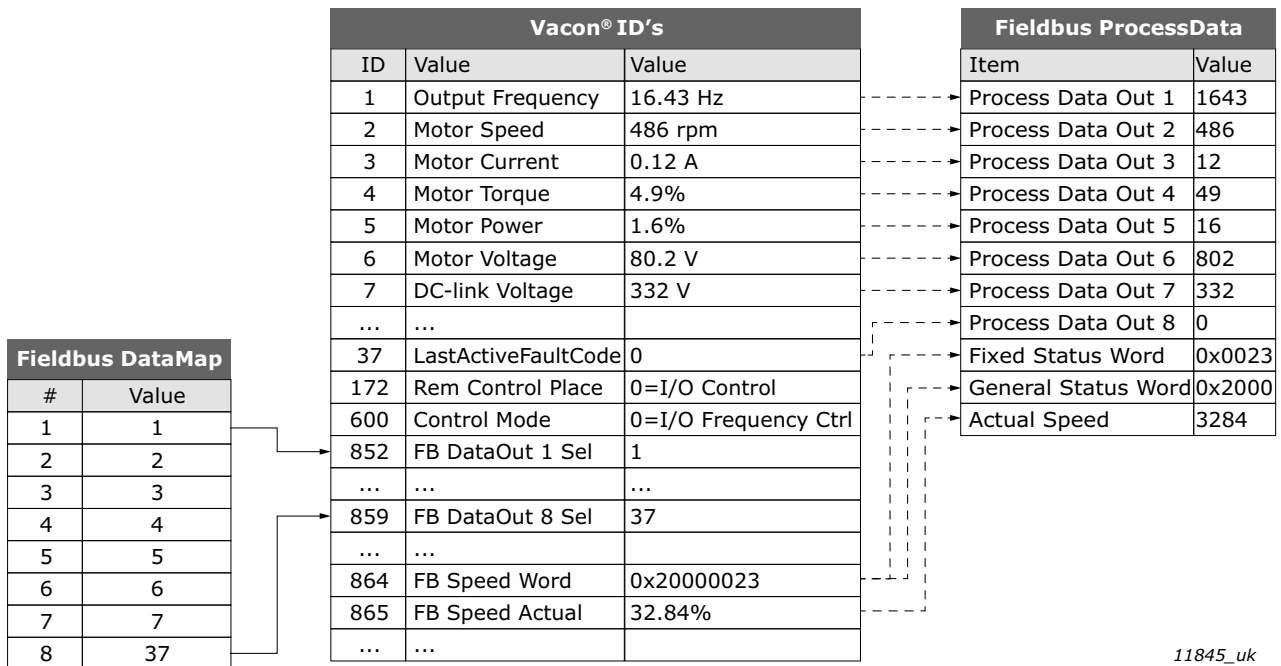 Vacon® ID's
ID Value Value
1 Output Frequency 16.43 Hz
2 Motor Speed 486 rpm
3 Motor Current 0.12 A
4 Motor Torque 4.9%
5 Motor Power 1.6%
6 Motor Voltage 80.2 V
7 DC-link Voltage 332 V
... ...
37 LastActiveFaultCode 0
172 Rem Control Place 0=I/O Control
600 Control Mode 0=I/O Frequency Ctrl
852 FB DataOut 1 Sel 1
... ... ...
859 FB DataOut 8 Sel 37
... ...
864 FB Speed Word 0x20000023
865 FB Speed Actual 32.84%
... ...
Fieldbus ProcessData
Item Value
Process Data Out 1 1643
Process Data Out 2 486
Process Data Out 3 12
Process Data Out 4 49
Process Data Out 5 16
Process Data Out 6 802
Process Data Out 7 332
Process Data Out 8 0
Fixed Status Word 0x0023
General Status Word 0x2000
Actual Speed 3284
Fieldbus DataMap
# Value
1 1
2 2
3 3
4 4
5 5
6 6
7 7
8 37
11845_uk